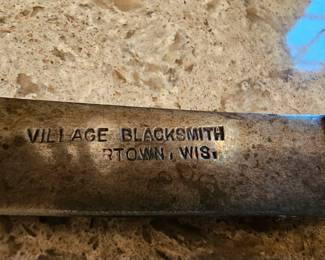 VILLAGE BLACKSMITH
RTOWN, WIS.